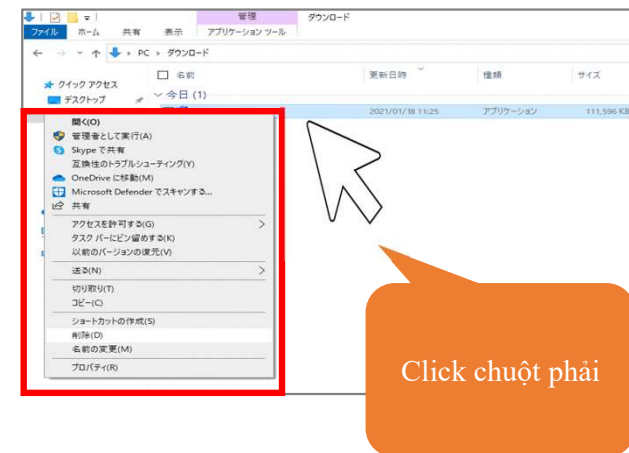 管理 ダウンロード
ファイル ホーム 共有 表示 アプリケーション ツール
PC > ダウンロード
名前 更新日時 種類 サイズ
クイック アクセス
デスクトップ
今日 (1)
2021/01/18 11:25 アプリケーション 111,596 KB
開く(O)
管理者として実行(A)
Skype で共有
互換性のトラブルシューティング(Y)
OneDrive に移動(M)
Microsoft Defender でスキャンする...
共有
アクセスを許可する(G) >
タスク バーにピン留めする(K)
以前のバージョンの復元(V)
送る(N) >
切り取り(T)
コピー(C)
ショートカットの作成(S)
削除(D)
名前の変更(M)
プロパティ(R)
Click chuột phải